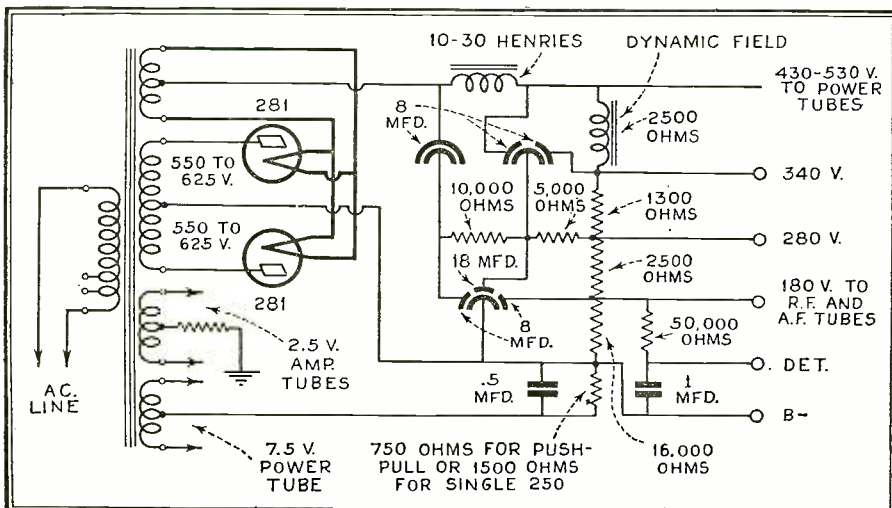 10-30 HENRIES
DYNAMIC FIELD
430-530 V.
TO POWER
TUBES
281
8
MFD.
2500
OHMS
550 TO
625 V.
340 V.
10,000
OHMS
5,000
OHMS
1300
OHMS
550 TO
625 V.
280 V.
18 MFD.
2500
OHMS
281
180 V. TO
R.F. AND
A.F. TUBES
8
MFD.
50,000
OHMS
2.5 V.
AMP.
TUBES
DET.
A.C.
LINE
.5
MFD.
1
MFD.
B-
7.5 V.
POWER
TUBE
750 OHMS FOR PUSH-
PULL OR 1500 OHMS
FOR SINGLE 250
16,000
OHMS